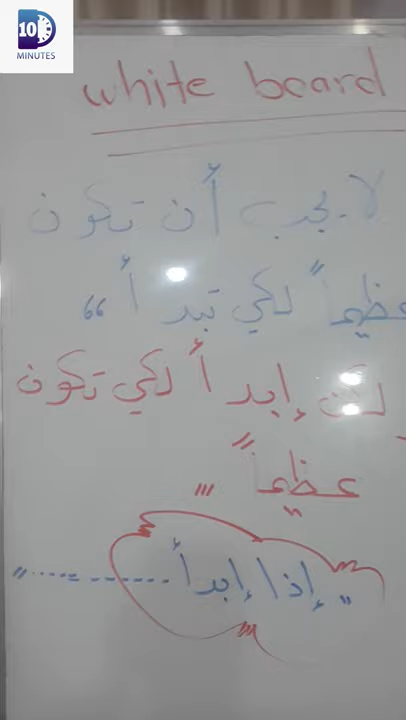 10
MINUTES
white board
لا يجب أن تكون
عظيماً لكي تبدأ "
لكن إبدأ لكي تكون
عظيماً "
" إذا إبدأ ........ "